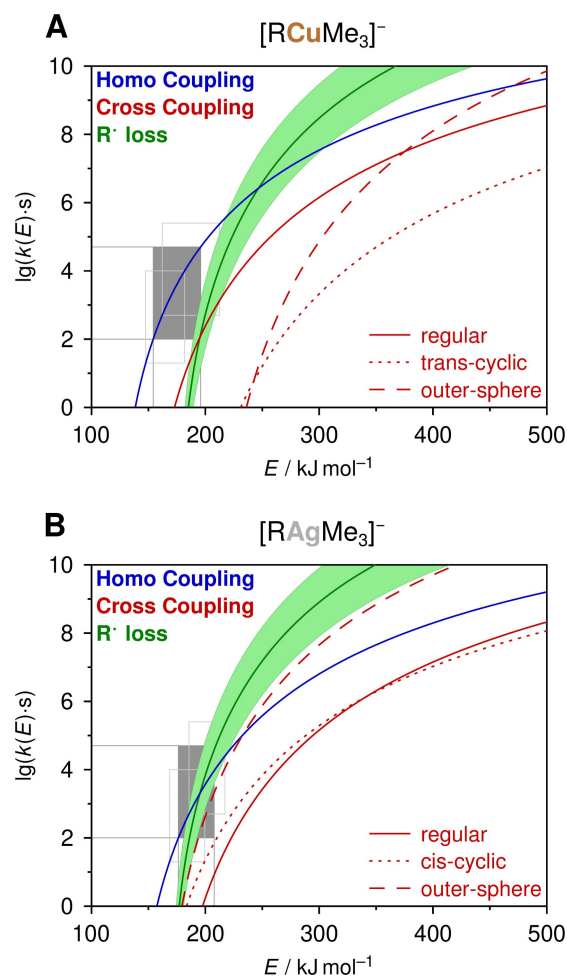 A
[RCuMe₃]⁻
Homo Coupling
Cross Coupling
R· loss
lg(k(E)·s)
10
8
6
4
2
0
regular
trans-cyclic
outer-sphere
100 200 300 400 500
E / kJ mol⁻¹
B
[RAgMe₃]⁻
Homo Coupling
Cross Coupling
R· loss
lg(k(E)·s)
10
8
6
4
2
0
regular
cis-cyclic
outer-sphere
100 200 300 400 500
E / kJ mol⁻¹